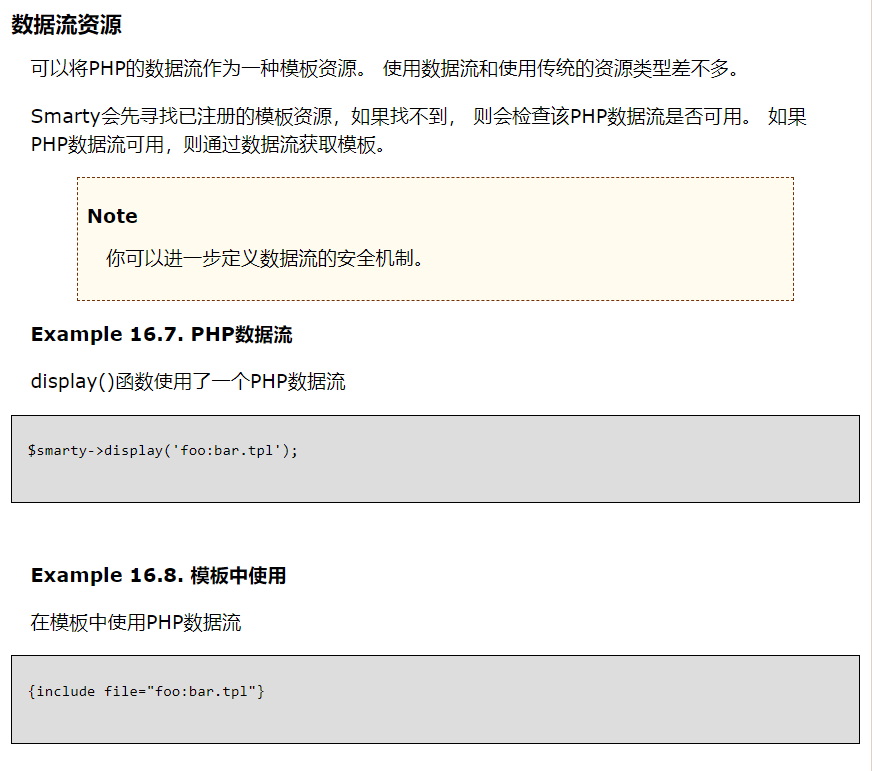 数据流资源
可以将PHP的数据流作为一种模板资源。 使用数据流和使用传统的资源类型差不多。
Smarty会先寻找已注册的模板资源，如果找不到， 则会检查该PHP数据流是否可用。 如果
PHP数据流可用，则通过数据流获取模板。
Note
你可以进一步定义数据流的安全机制。
Example 16.7. PHP数据流
display()函数使用了一个PHP数据流
$smarty->display('foo:bar.tpl');
Example 16.8. 模板中使用
在模板中使用PHP数据流
{include file="foo:bar.tpl"}